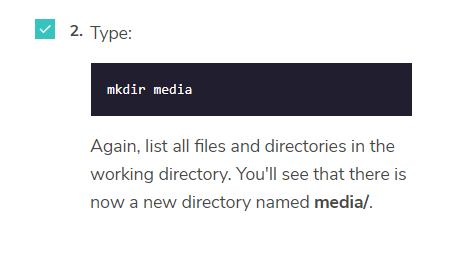 2. Type:
mkdir media
Again, list all files and directories in the
working directory. You'll see that there is
now a new directory named media/.